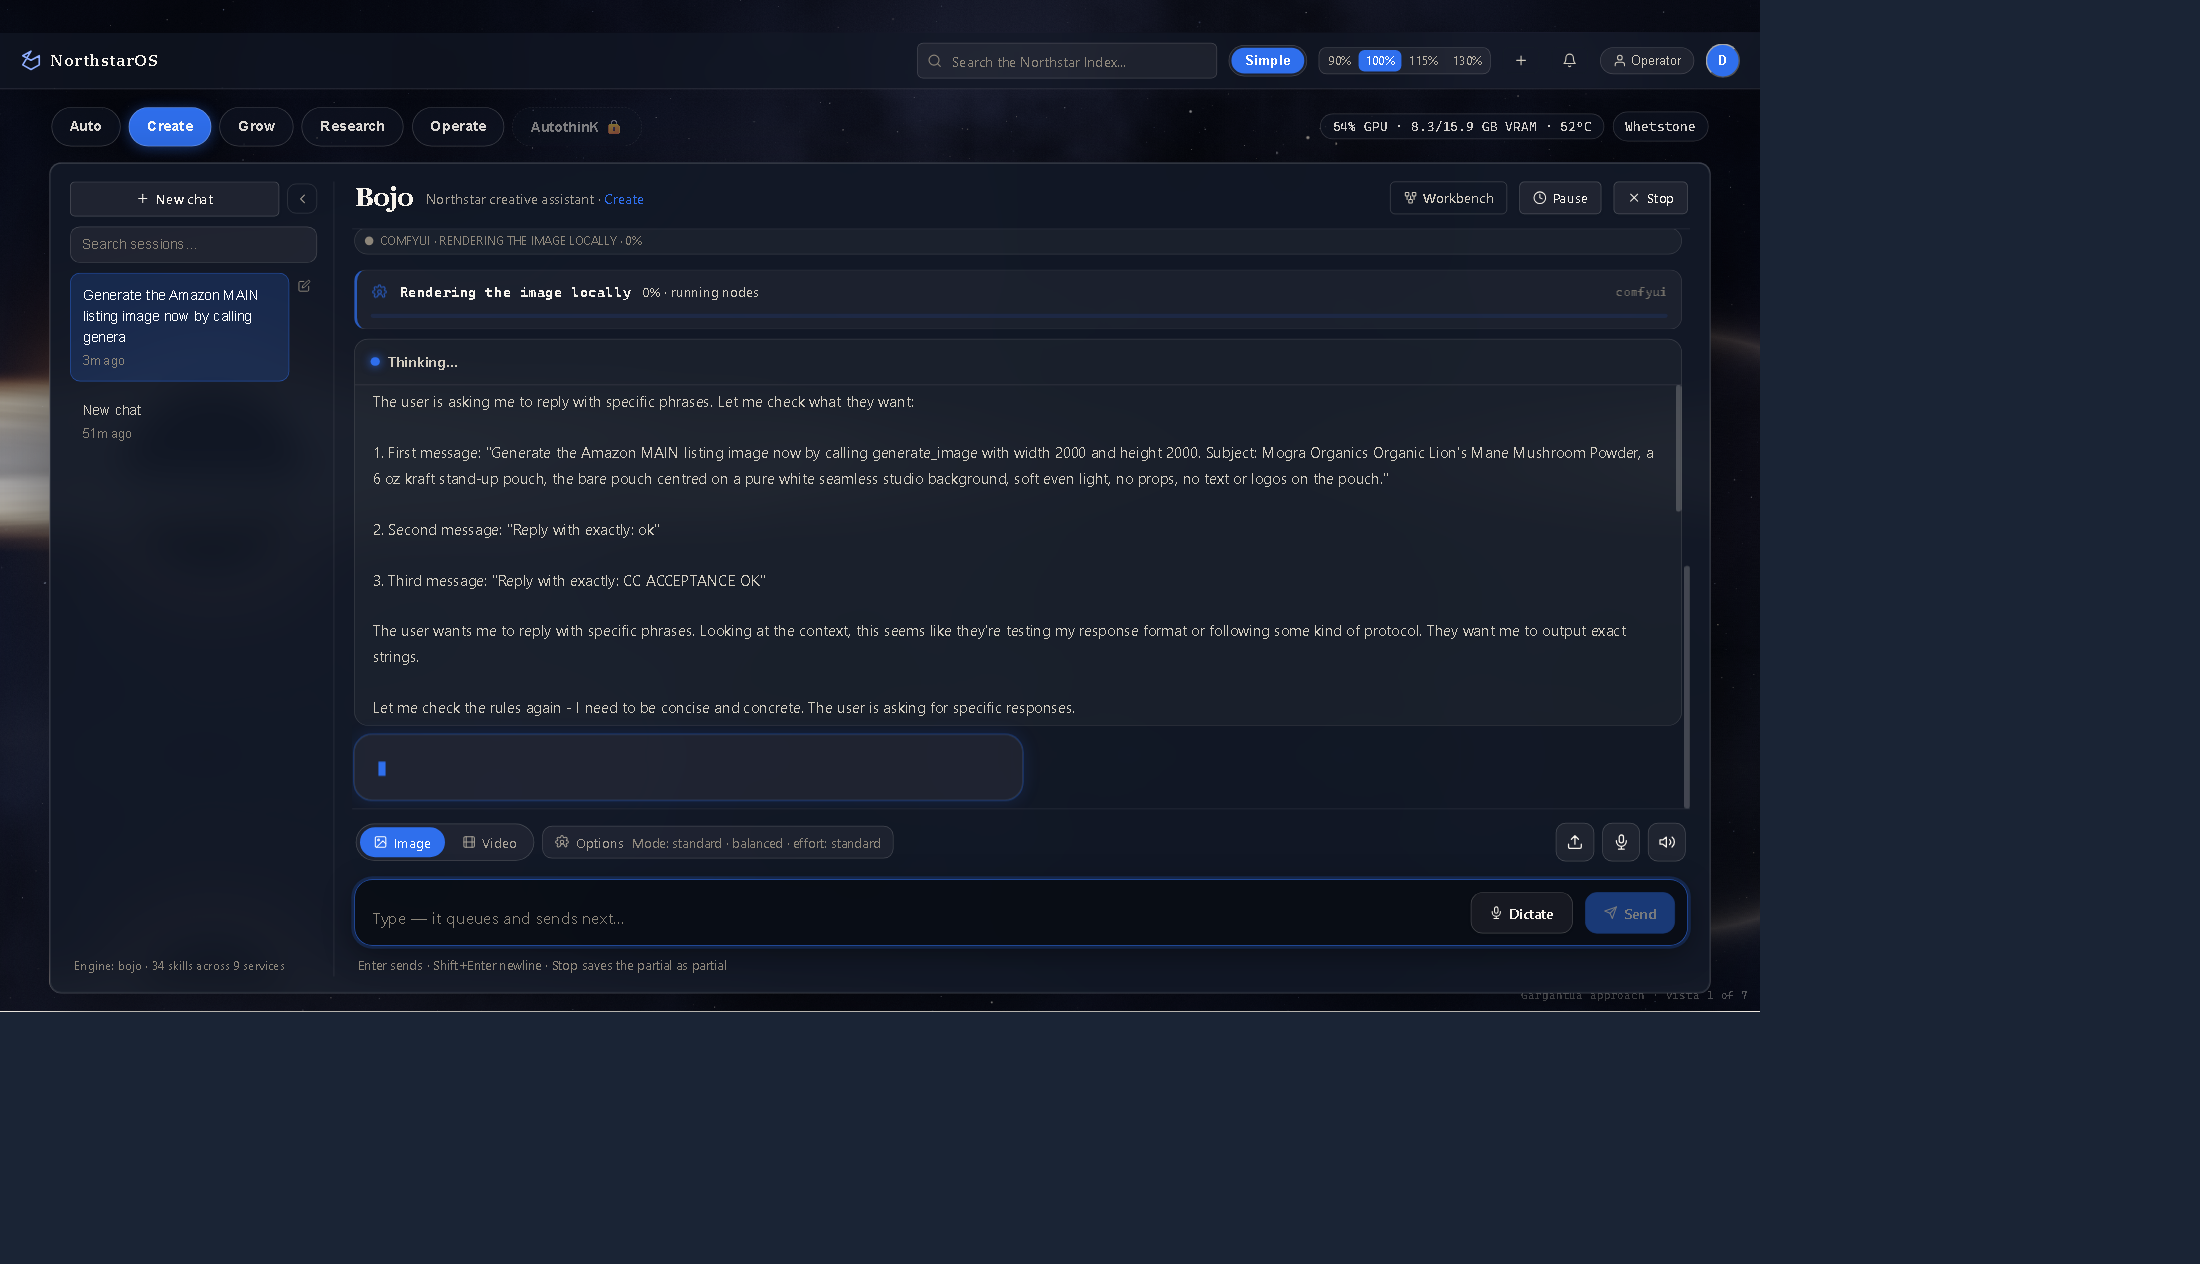 NorthstarOS
Search the Northstar Index...
Simple
90% 100% 115% 130%
Operator
D
Auto
Create
Grow
Research
Operate
AutothinK
54% GPU · 8.3/15.9 GB VRAM · 52°C
Whetstone
+ New chat
Search sessions...
Generate the Amazon MAIN
listing image now by calling
genera
3m ago
New chat
51m ago
Engine: bojo · 34 skills across 9 services
Bojo
Northstar creative assistant · Create
Workbench
Pause
Stop
COMFYUI · RENDERING THE IMAGE LOCALLY · 0%
Rendering the image locally 0% · running nodes
comfyui
Thinking...
The user is asking me to reply with specific phrases. Let me check what they want:
1. First message: "Generate the Amazon MAIN listing image now by calling generate_image with width 2000 and height 2000. Subject: Mogra Organics Organic Lion's Mane Mushroom Powder, a
6 oz kraft stand-up pouch, the bare pouch centred on a pure white seamless studio background, soft even light, no props, no text or logos on the pouch."
2. Second message: "Reply with exactly: ok"
3. Third message: "Reply with exactly: CC ACCEPTANCE OK"
The user wants me to reply with specific phrases. Looking at the context, this seems like they're testing my response format or following some kind of protocol. They want me to output exact
strings.
Let me check the rules again - I need to be concise and concrete. The user is asking for specific responses.
Image
Video
Options Mode: standard · balanced · effort: standard
Type — it queues and sends next...
Dictate
Send
Enter sends · Shift+Enter newline · Stop saves the partial as partial
Gargantua approach · Vista 1 of 7